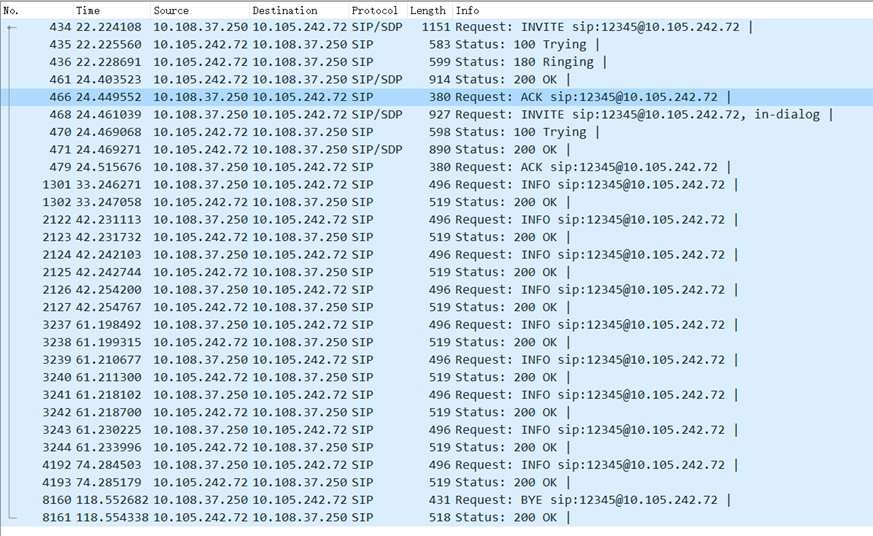 No. Time Source Destination Protocol Length Info
434 22.224108 10.108.37.250 10.105.242.72 SIP/SDP 1151 Request: INVITE sip:12345@10.105.242.72 |
435 22.225560 10.105.242.72 10.108.37.250 SIP 583 Status: 100 Trying |
436 22.228691 10.105.242.72 10.108.37.250 SIP 599 Status: 180 Ringing |
461 24.403523 10.105.242.72 10.108.37.250 SIP/SDP 914 Status: 200 OK |
466 24.449552 10.108.37.250 10.105.242.72 SIP 380 Request: ACK sip:12345@10.105.242.72 |
468 24.461039 10.108.37.250 10.105.242.72 SIP/SDP 927 Request: INVITE sip:12345@10.105.242.72, in-dialog |
470 24.469068 10.105.242.72 10.108.37.250 SIP 598 Status: 100 Trying |
471 24.469271 10.105.242.72 10.108.37.250 SIP/SDP 890 Status: 200 OK |
479 24.515676 10.108.37.250 10.105.242.72 SIP 380 Request: ACK sip:12345@10.105.242.72 |
1301 33.246271 10.108.37.250 10.105.242.72 SIP 496 Request: INFO sip:12345@10.105.242.72 |
1302 33.247058 10.105.242.72 10.108.37.250 SIP 519 Status: 200 OK |
2122 42.231113 10.108.37.250 10.105.242.72 SIP 496 Request: INFO sip:12345@10.105.242.72 |
2123 42.231732 10.105.242.72 10.108.37.250 SIP 519 Status: 200 OK |
2124 42.242103 10.108.37.250 10.105.242.72 SIP 496 Request: INFO sip:12345@10.105.242.72 |
2125 42.242744 10.105.242.72 10.108.37.250 SIP 519 Status: 200 OK |
2126 42.254200 10.108.37.250 10.105.242.72 SIP 496 Request: INFO sip:12345@10.105.242.72 |
2127 42.254767 10.105.242.72 10.108.37.250 SIP 519 Status: 200 OK |
3237 61.198492 10.108.37.250 10.105.242.72 SIP 496 Request: INFO sip:12345@10.105.242.72 |
3238 61.199315 10.105.242.72 10.108.37.250 SIP 519 Status: 200 OK |
3239 61.210677 10.108.37.250 10.105.242.72 SIP 496 Request: INFO sip:12345@10.105.242.72 |
3240 61.211300 10.105.242.72 10.108.37.250 SIP 519 Status: 200 OK |
3241 61.218102 10.108.37.250 10.105.242.72 SIP 496 Request: INFO sip:12345@10.105.242.72 |
3242 61.218700 10.105.242.72 10.108.37.250 SIP 519 Status: 200 OK |
3243 61.230225 10.108.37.250 10.105.242.72 SIP 496 Request: INFO sip:12345@10.105.242.72 |
3244 61.233996 10.105.242.72 10.108.37.250 SIP 519 Status: 200 OK |
4192 74.284503 10.108.37.250 10.105.242.72 SIP 496 Request: INFO sip:12345@10.105.242.72 |
4193 74.285179 10.105.242.72 10.108.37.250 SIP 519 Status: 200 OK |
8160 118.552682 10.108.37.250 10.105.242.72 SIP 431 Request: BYE sip:12345@10.105.242.72 |
8161 118.554338 10.105.242.72 10.108.37.250 SIP 518 Status: 200 OK |